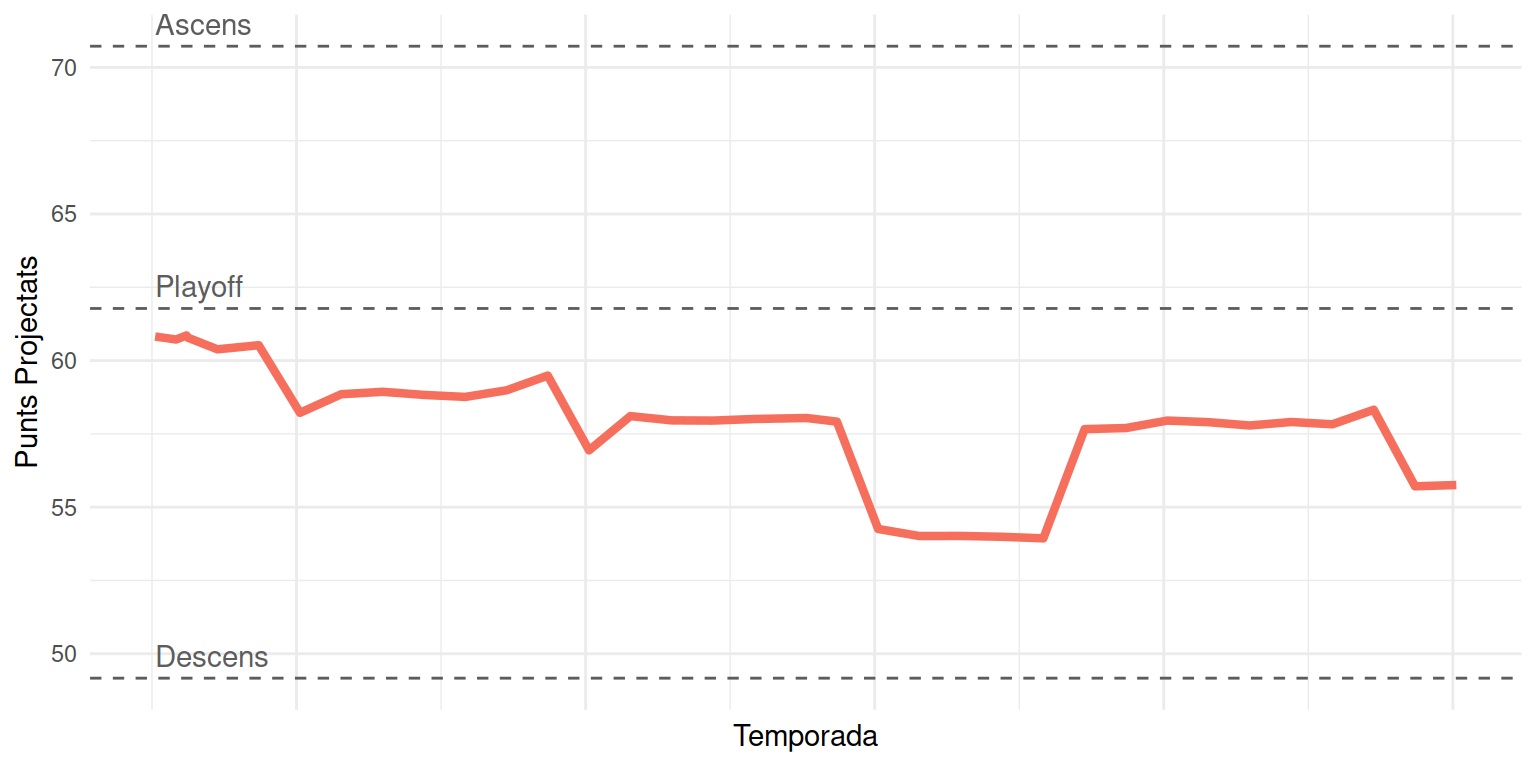 Ascens
70
65
Playoff
60
55
50
Descens
Punts Projectats
Temporada